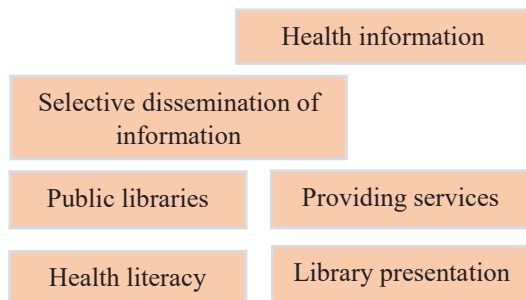 Health information
Selective dissemination of
information
Public libraries
Providing services
Health literacy
Library presentation